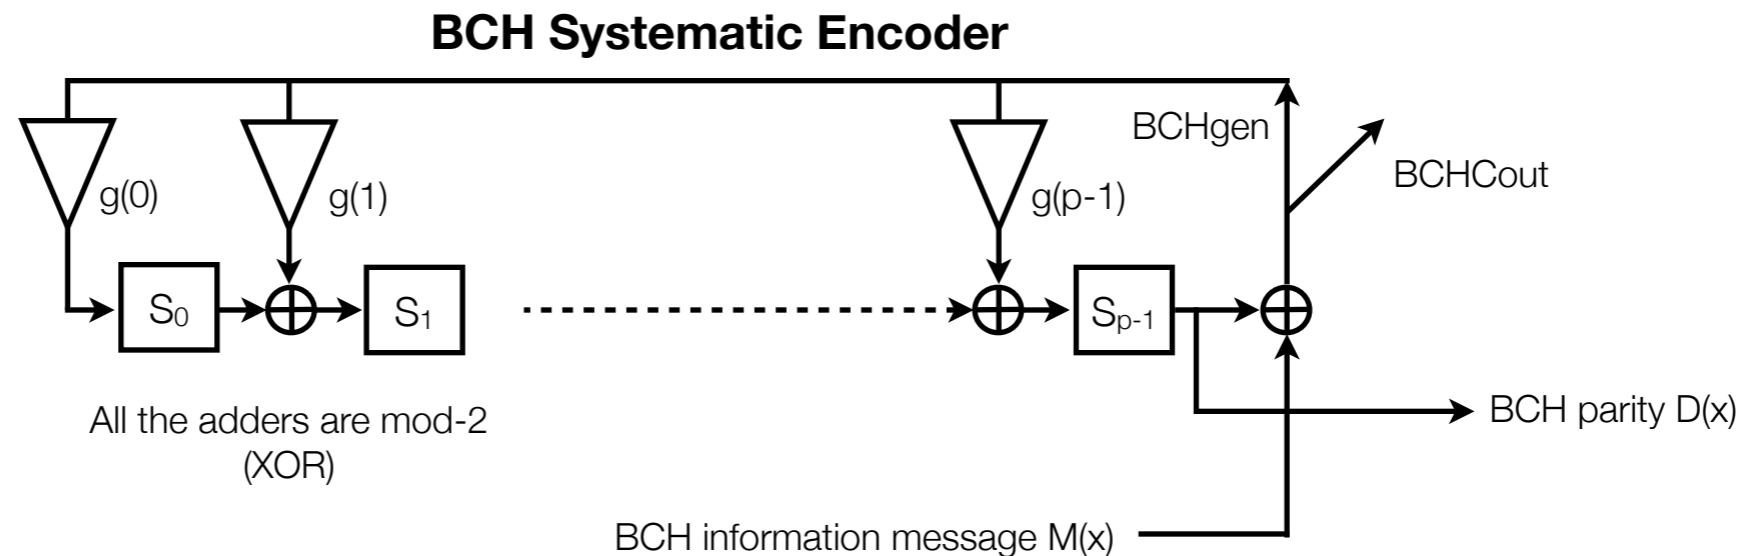 BCH Systematic Encoder
BCHgen
BCHCout
g(0)
g(1)
g(p-1)
S₀
S₁
Sₚ₋₁
BCH parity D(x)
All the adders are mod-2
(XOR)
BCH information message M(x)